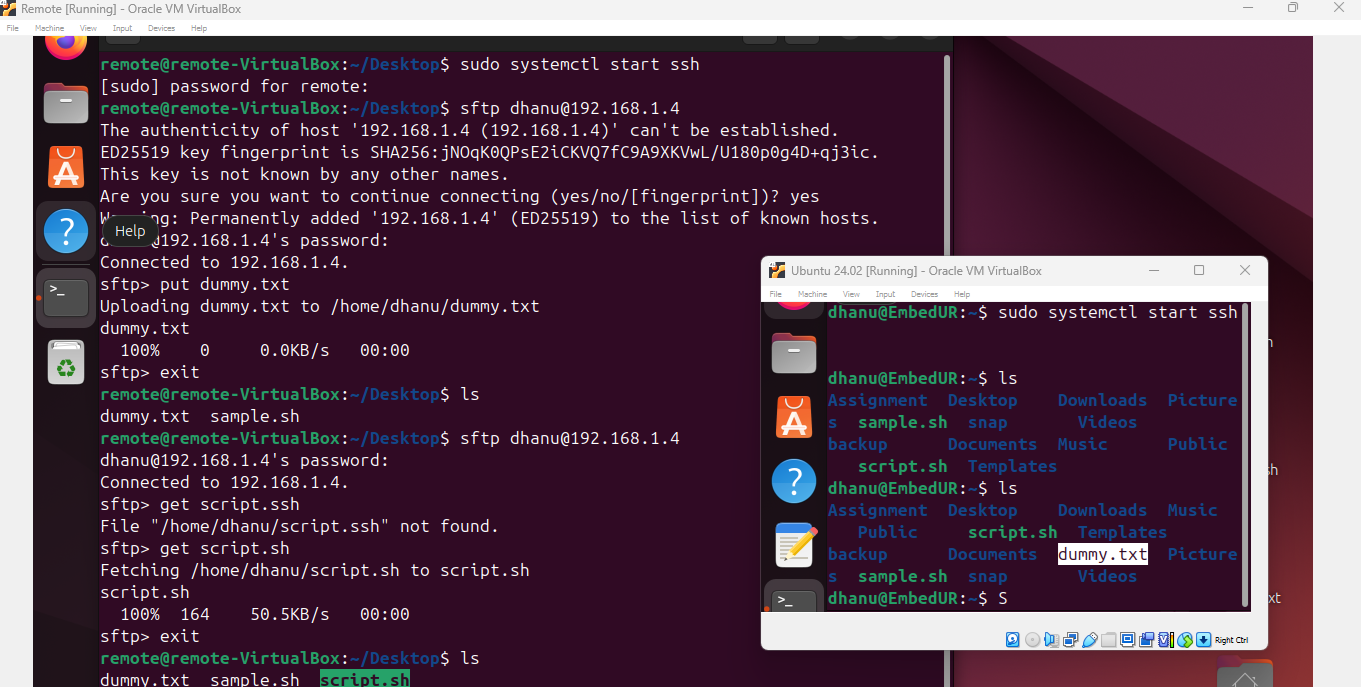 Remote [Running] - Oracle VM VirtualBox
File Machine View Input Devices Help
remote@remote-VirtualBox:~/Desktop$ sudo systemctl start ssh
[sudo] password for remote:
remote@remote-VirtualBox:~/Desktop$ sftp dhanu@192.168.1.4
The authenticity of host '192.168.1.4 (192.168.1.4)' can't be established.
ED25519 key fingerprint is SHA256:jNOqK0QPsE2iCKVQ7fC9A9XKVwL/U180p0g4D+qj3ic.
This key is not known by any other names.
Are you sure you want to continue connecting (yes/no/[fingerprint])? yes
Permanently added '192.168.1.4' (ED25519) to the list of known hosts.
Help
@192.168.1.4's password:
Connected to 192.168.1.4.
sftp> put dummy.txt
Uploading dummy.txt to /home/dhanu/dummy.txt
dummy.txt
100% 0 0.0KB/s 00:00
sftp> exit
remote@remote-VirtualBox:~/Desktop$ ls
dummy.txt sample.sh
remote@remote-VirtualBox:~/Desktop$ sftp dhanu@192.168.1.4
dhanu@192.168.1.4's password:
Connected to 192.168.1.4.
sftp> get script.ssh
File "/home/dhanu/script.ssh" not found.
sftp> get script.sh
Fetching /home/dhanu/script.sh to script.sh
script.sh
100% 164 50.5KB/s 00:00
sftp> exit
remote@remote-VirtualBox:~/Desktop$ ls
dummy.txt sample.sh script.sh
Ubuntu 24.02 [Running] - Oracle VM VirtualBox
File Machine View Input Devices Help
dhanu@EmbedUR:~$ sudo systemctl start ssh
dhanu@EmbedUR:~$ ls
Assignment Desktop Downloads Picture
s sample.sh snap Videos
backup Documents Music Public
script.sh Templates
dhanu@EmbedUR:~$ ls
Assignment Desktop Downloads Music
Public script.sh Templates
backup Documents dummy.txt Picture
s sample.sh snap Videos
dhanu@EmbedUR:~$ S
Right Ctrl